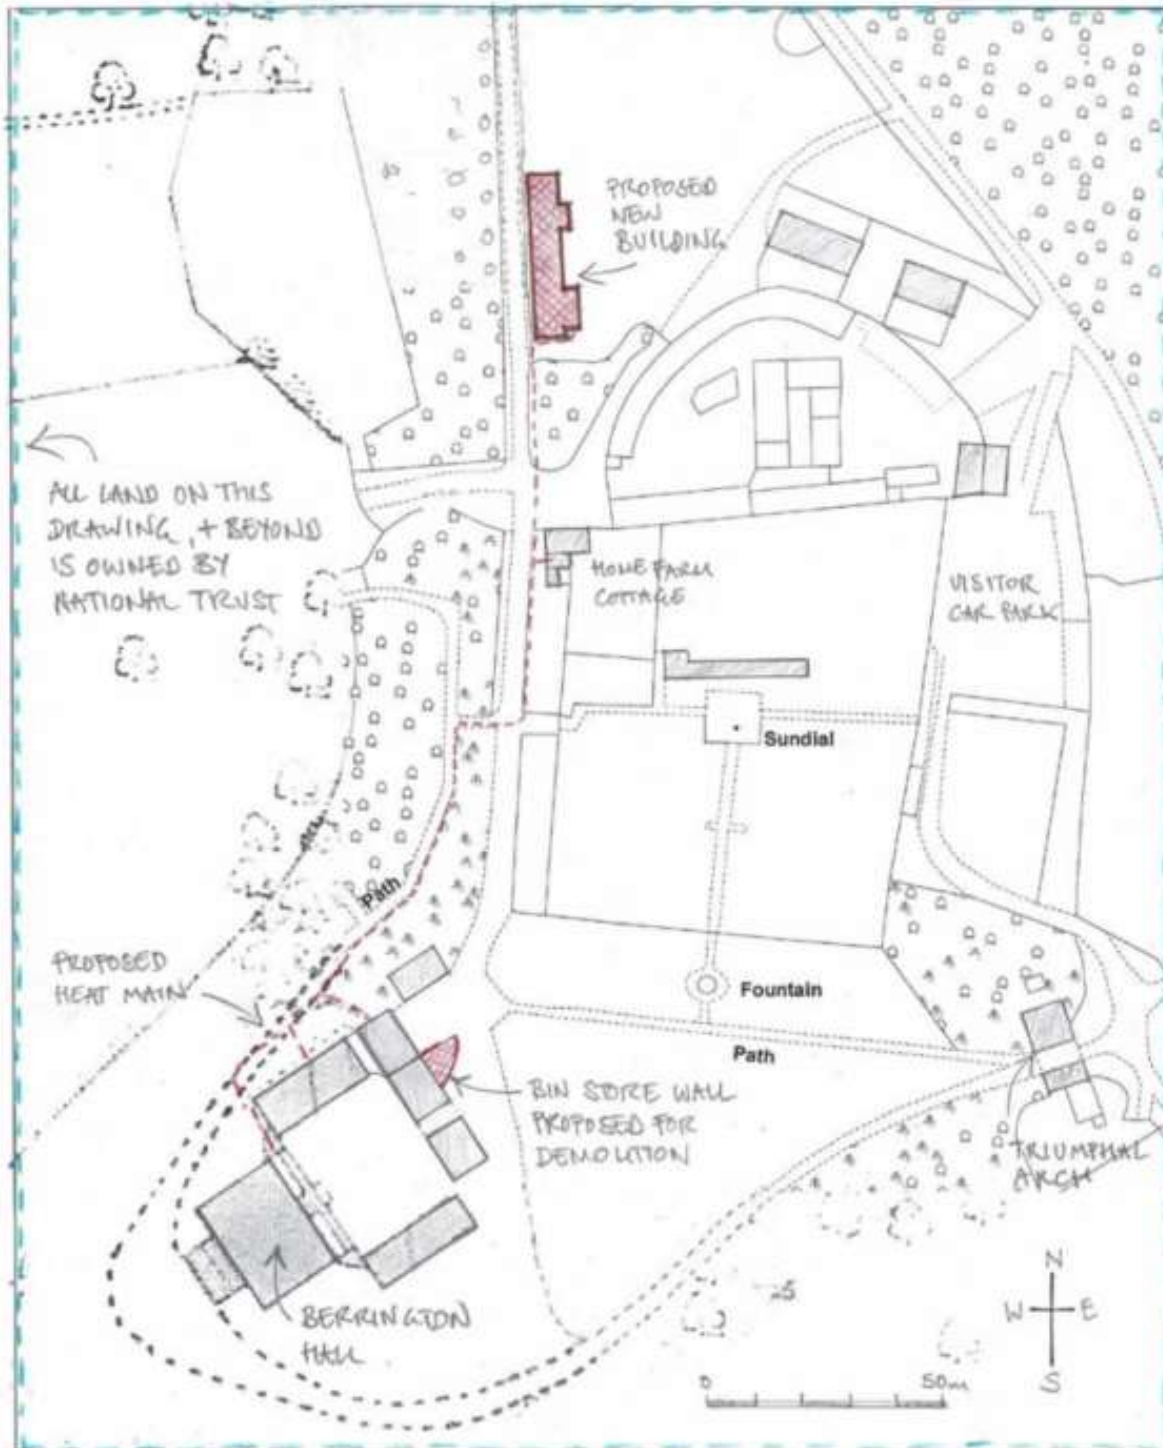 PROPOSED
NEW
BUILDING
ALL LAND ON THIS
DRAWING, + BEYOND
IS OWNED BY
NATIONAL TRUST
HOME FARM
COTTAGE
VISITOR
CAR PARK
Sundial
Path
PROPOSED
HEAT MAIN
Fountain
Path
BIN STORE WALL
PROPOSED FOR
DEMOLITION
TRIUMPHAL
ARCH
BERRINGTON
HALL
N
W E
S
0 50m